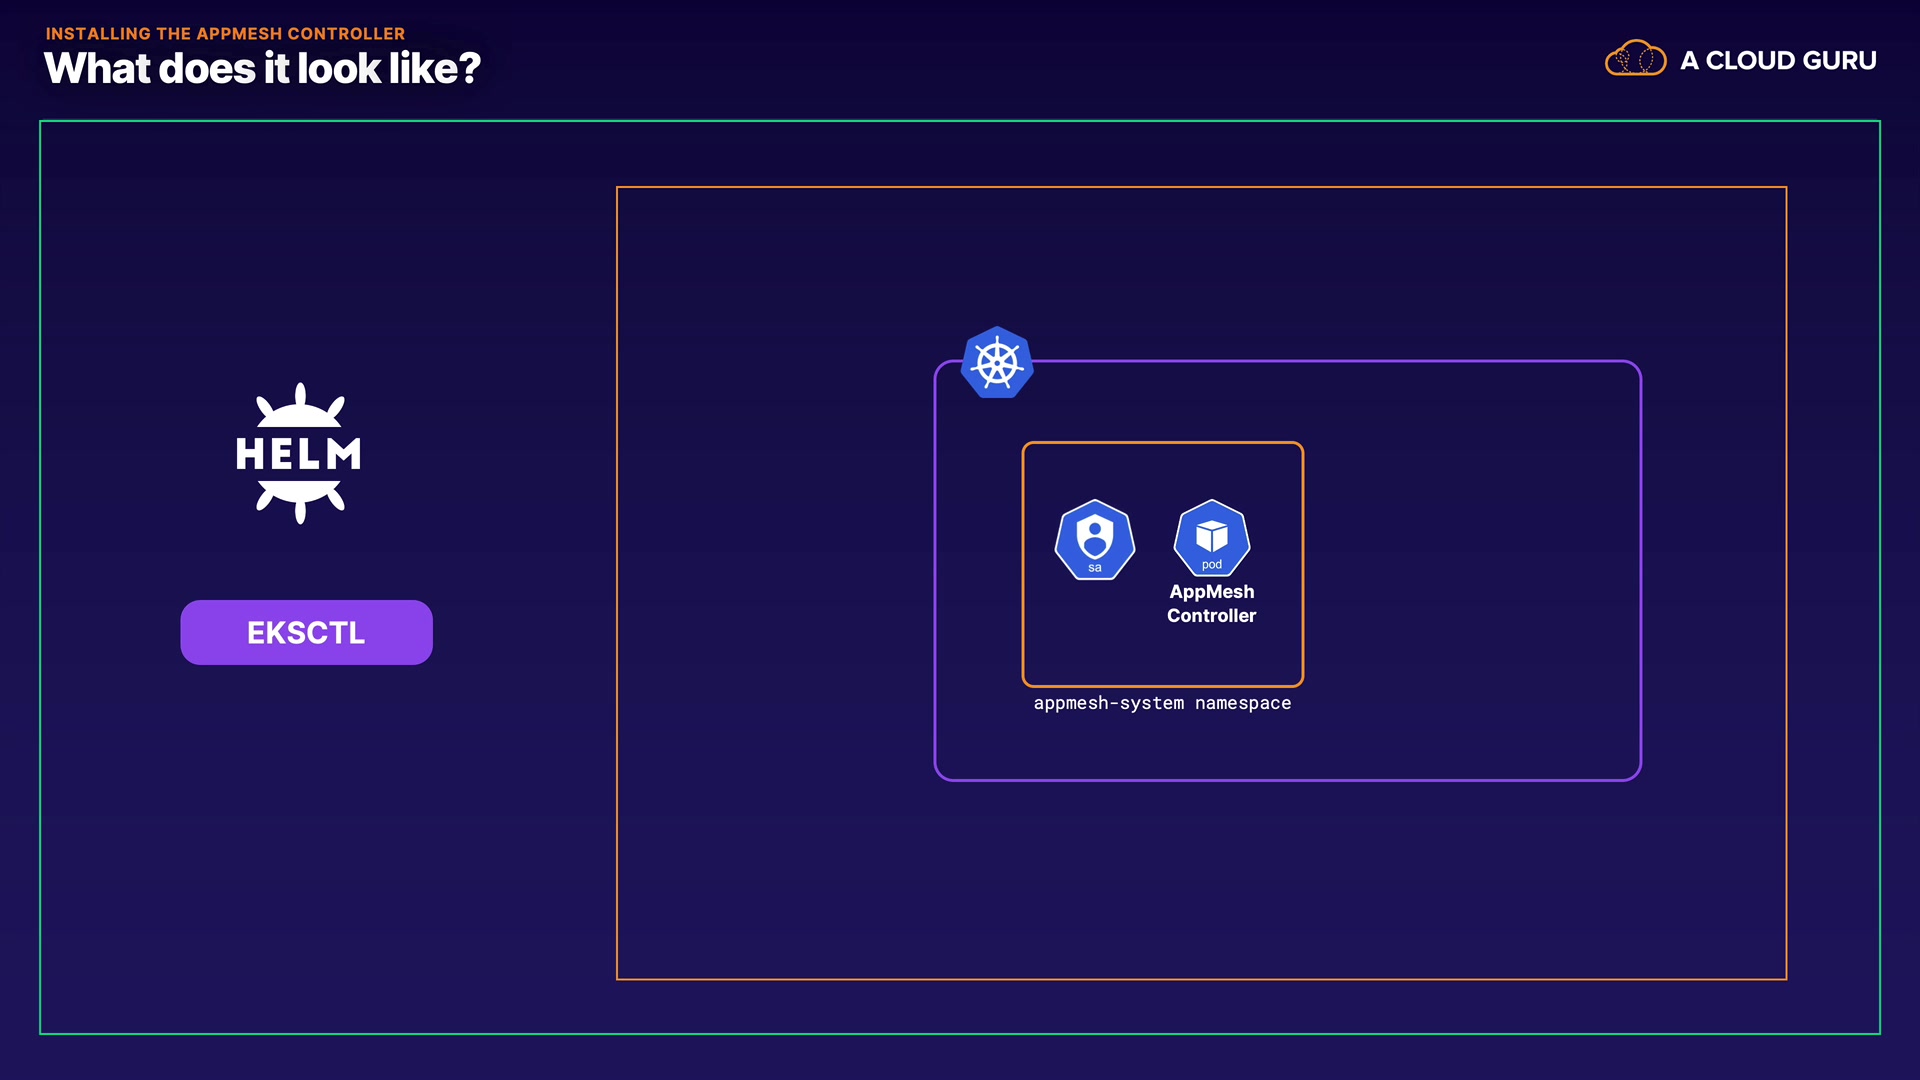 INSTALLING THE APPMESH CONTROLLER
What does it look like?
A CLOUD GURU
HELM
EKSCTL
sa
pod
AppMesh
Controller
appmesh-system namespace